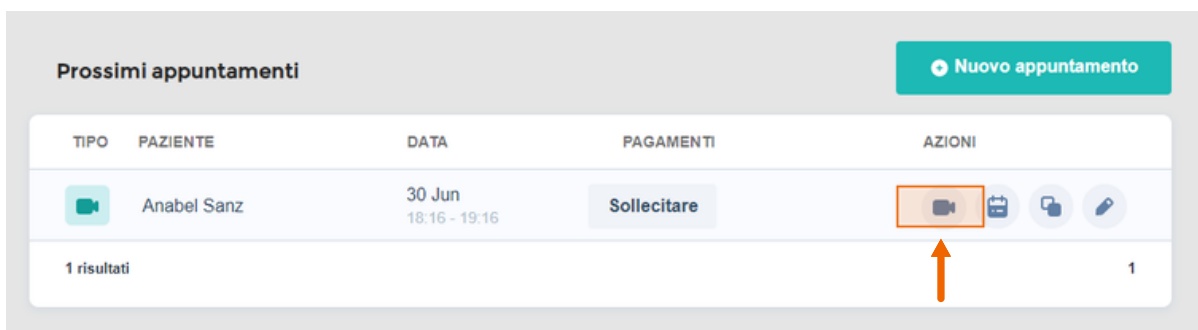 Prossimi appuntamenti
Nuovo appuntamento
TIPO PAZIENTE DATA PAGAMENTI AZIONI
Anabel Sanz 30 Jun Sollecitare
18:16 - 19:16
1 risultati 1